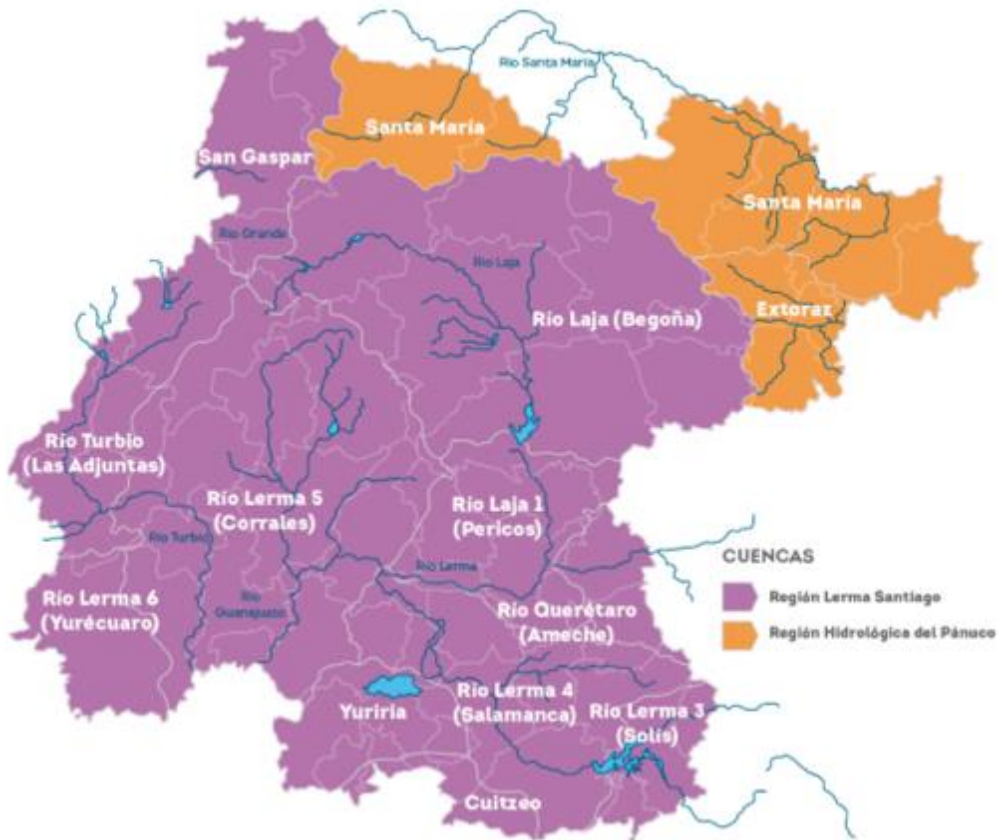 Río Santa María
Santa María
San Gaspar
Santa María
Río Grande
Río Laja
Extoraz
Río Laja (Begoña)
Río Turbio
(Las Adjuntas)
Río Lerma 5
(Corrales)
Río Laja 1
(Pericos)
Río Turbio
Río Lerma
CUENCAS
Región Lerma Santiago
Región Hidrológica del Pánuco
Río Lerma 6
(Yurécuaro)
Río
Guanajuato
Río Querétaro
(Ameche)
Río Lerma 4
(Salamanca)
Río Lerma 3
(Solís)
Yuriria
Cuitzeo